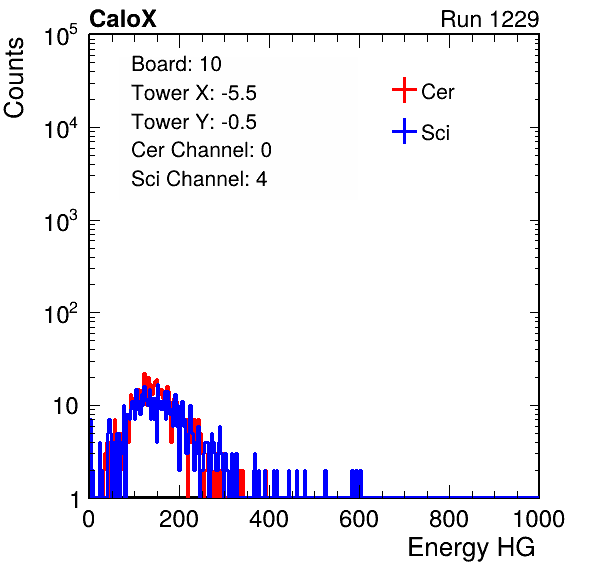 CaloX Run 1229
Counts
Board: 10
Tower X: -5.5
Tower Y: -0.5
Cer Channel: 0
Sci Channel: 4
Cer
Sci
10^5
10^4
10^3
10^2
10
1
0 200 400 600 800 1000
Energy HG